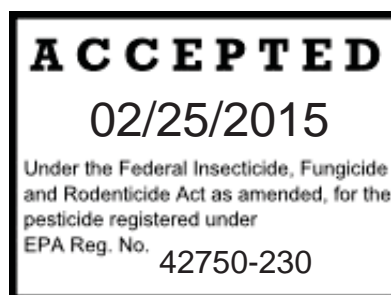 ACCEPTED
02/25/2015
Under the Federal Insecticide, Fungicide
and Rodenticide Act as amended, for the
pesticide registered under
EPA Reg. No. 42750-230